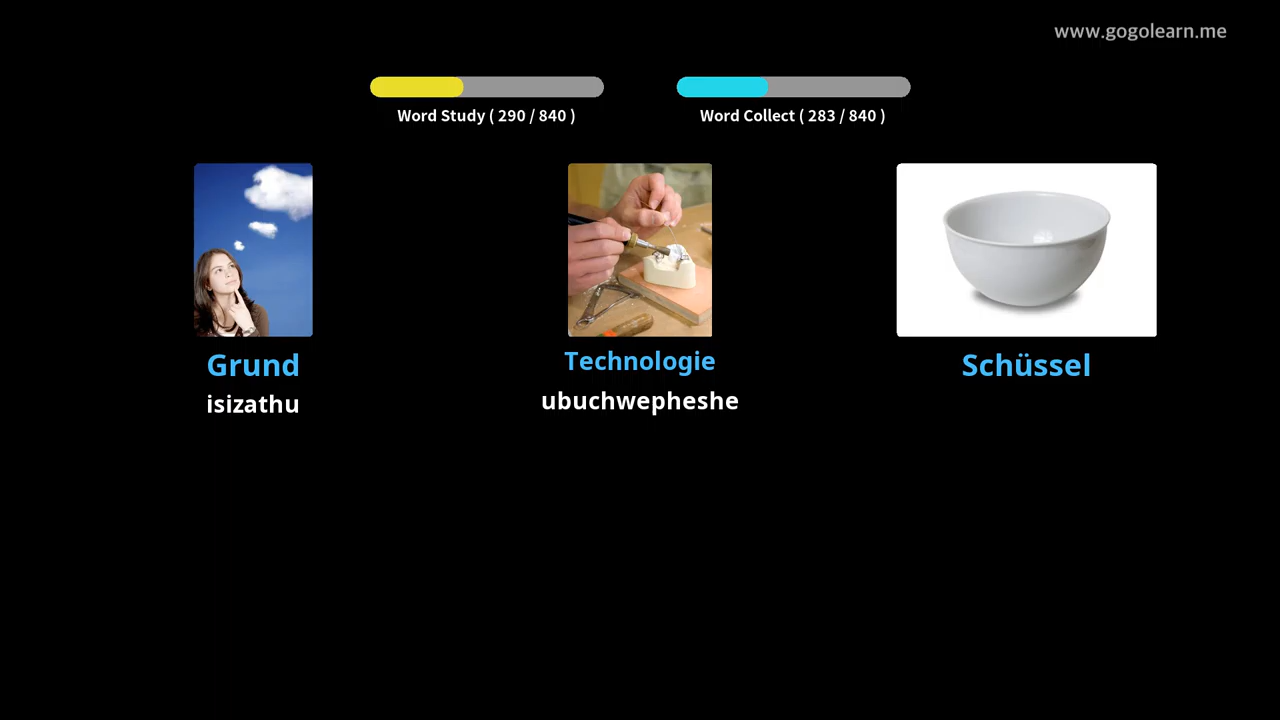 www.gogolearn.me
Word Study ( 290 / 840 )
Word Collect ( 283 / 840 )
Grund
isizathu
Technologie
ubuchwepheshe
Schüssel